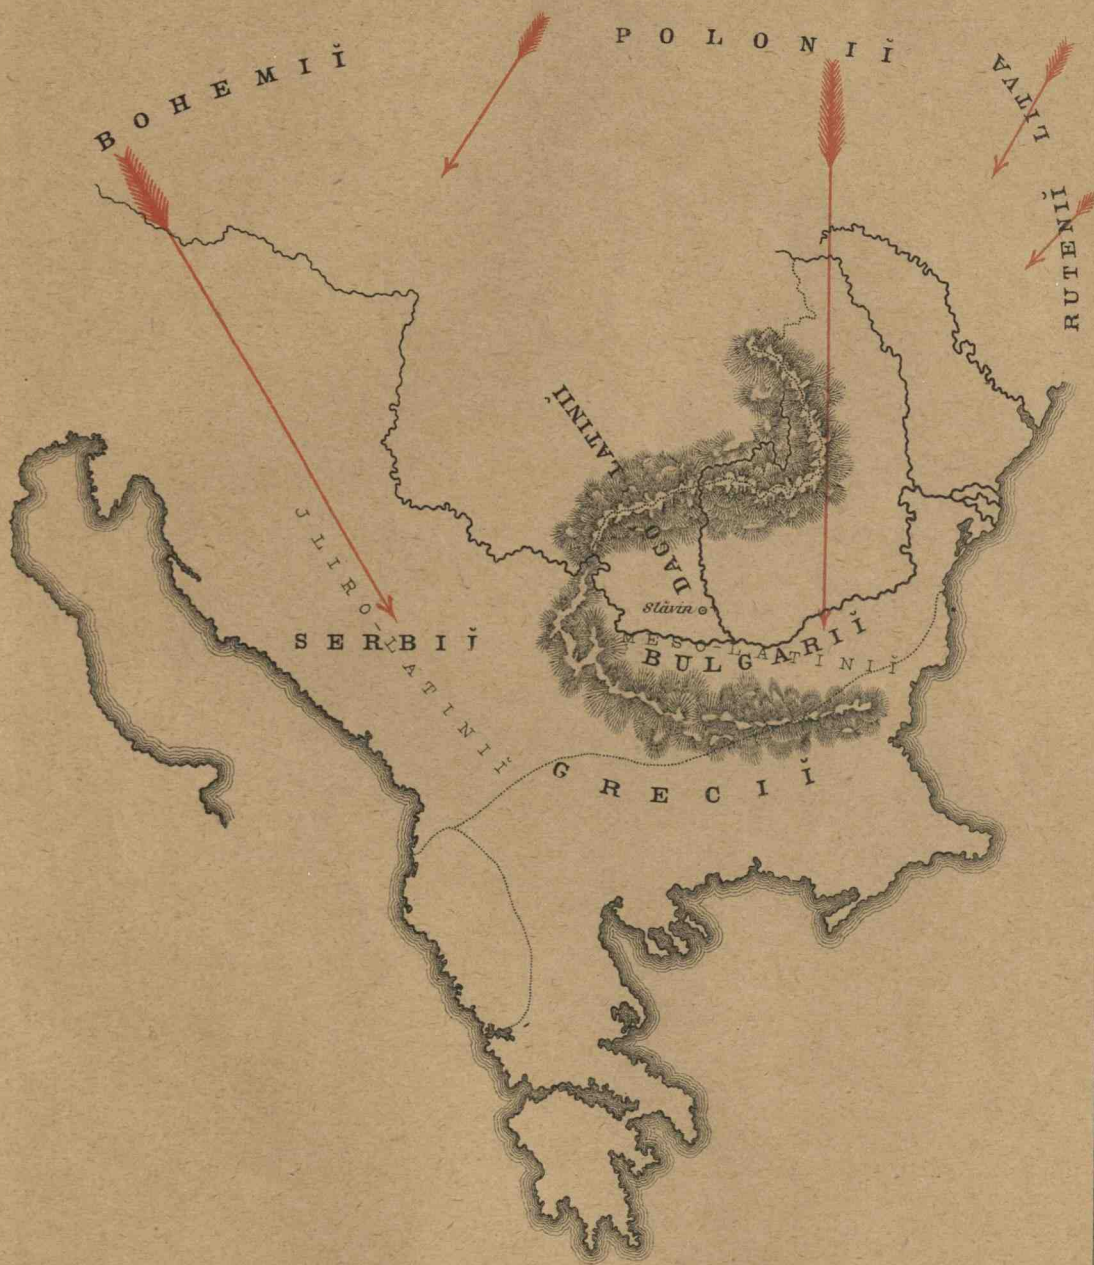 BOHEMIĬ
POLONIĬ
LITVA
RUTENIĬ
DACO
LATINIĬ
Slăvin
JLIRO-LATINIĬ
SERBIĬ
MESO-LATINIĬ
BULGARIĬ
GRECIĬ